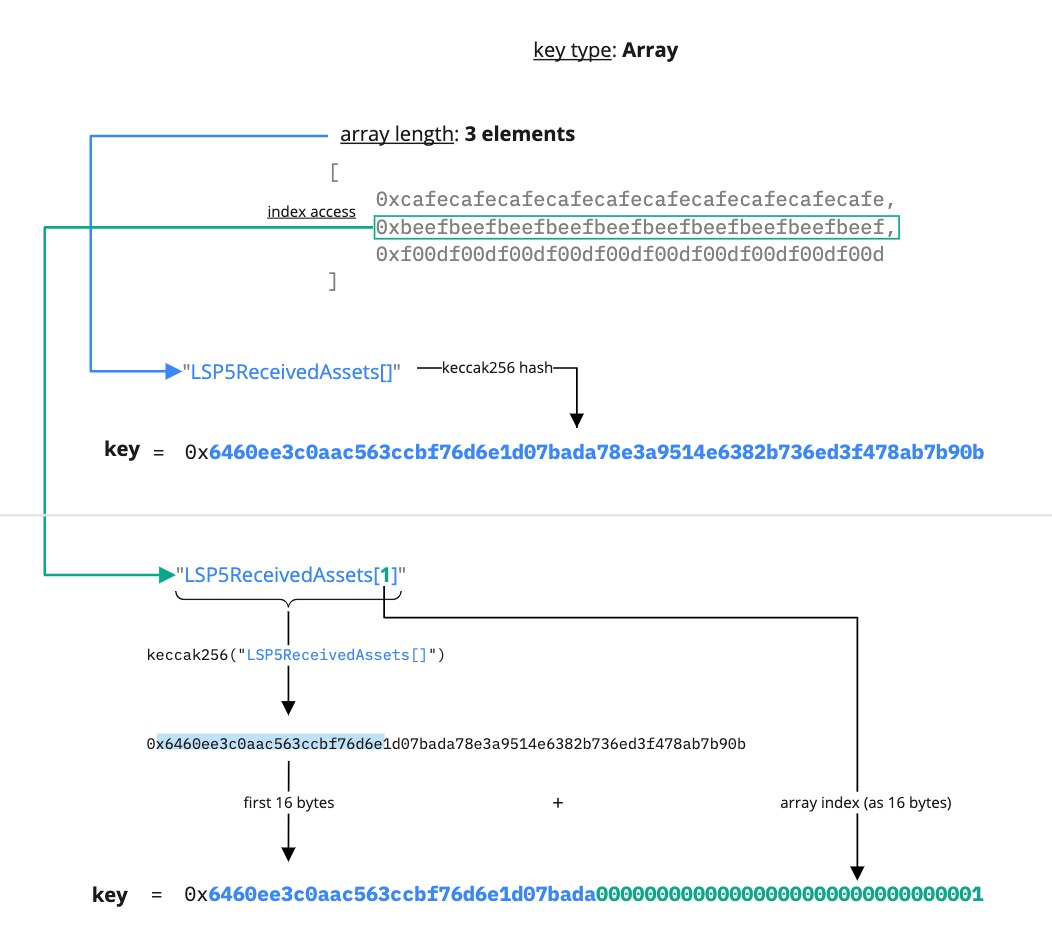 key type: Array
array length: 3 elements
[
0xcafecafecafecafecafecafecafecafecafecafe,
index access
0xbeefbeefbeefbeefbeefbeefbeefbeefbeefbeef,
0xf00df00df00df00df00df00df00df00df00df00d
]
"LSP5ReceivedAssets[]"
keccak256 hash
key = 0x6460ee3c0aac563ccbf76d6e1d07bada78e3a9514e6382b736ed3f478ab7b90b
"LSP5ReceivedAssets[1]"
keccak256("LSP5ReceivedAssets[]")
0x6460ee3c0aac563ccbf76d6e1d07bada78e3a9514e6382b736ed3f478ab7b90b
first 16 bytes + array index (as 16 bytes)
key = 0x6460ee3c0aac563ccbf76d6e1d07bada00000000000000000000000000000001